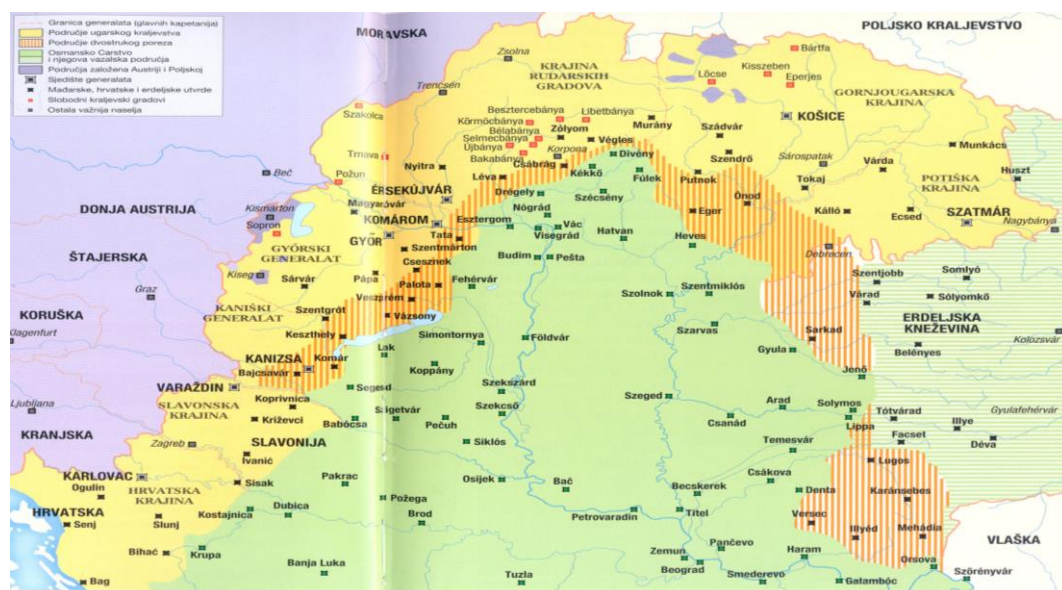 Granica generalata (glavnih kapetanija)
Područje ugarskog kraljevstva
Područje dvostrukog poreza
Osmansko Carstvo
i njegova vazalska područja
Područja založena Austriji i Poljskoj
Sjedište generalata
Mađarske, hrvatske i erdeljske utvrde
Slobodni kraljevski gradovi
Ostala važnija naselja
MORAVSKA
POLJSKO KRALJEVSTVO
Zsolna
Bártfa
KRAJINA
RUDARSKIH
GRADOVA
Kisszeben
Lőcse
Eperjes
Trencsén
GORNJOUGARSKA
KRAJINA
Szakolca
Besztercebánya
Libetbánya
Körmöcbánya
Murány
KOŠICE
Bélabánya
Zólyom
Selmecbánya
Végles
Szádvár
Újbánya
Korpona
Bakabánya
Trnava
Divény
Szendrő
Munkács
Nyitra
Csábrág
Kékkő
Sárospatak
Várda
Beč
Požun
Léva
Fülek
Putnok
Tokaj
POTISKA
KRAJINA
Huszt
ÉRSEKÚJVÁR
Drégely
Szécsény
Ónod
DONJA AUSTRIJA
Kismarton
Magyaróvár
KOMÁROM
Esztergom
Nógrád
Eger
Kálló
Ecsed
SZATMÁR
Nagybánya
Sopron
GYŐR
Tata
Vác
Visegrád
Hatvan
Heves
Debrecén
GYÓRSKI
GENERALAT
Szentmárton
Budim
Pešta
ŠTAJERSKA
Kiseg
Csesznek
Sárvár
Pápa
Palota
Fehérvár
Szentjobb
Somlyó
Graz
Szolnok
Szentmiklós
Várad
Sólyomkő
KANIŠKI
GENERALAT
Veszprém
Vázsony
KORUŠKA
Szentgrót
ERDELJSKA
KNEŽEVINA
Klagenfurt
Keszthely
Simontornya
Földvár
Szarvas
Sarkad
Kolozsvár
Lak
Gyula
Belényes
KANIZSA
Komár
Koppány
Bajcsavár
Jenő
VARAŽDIN
Segesd
Szekszárd
Szeged
Arad
Solymos
Ljubljana
SLAVONSKA
KRAJINA
Koprivnica
Szigetvár
Szekcső
Tótvárad
Gyulafehérvár
Babócsa
Pečuh
Csanád
Lippa
Illye
KRANJSKA
Križevci
Facset
Zagreb
SLAVONIJA
Siklós
Temesvár
Déva
Ivanić
Lugos
KARLOVAC
Pakrac
Osijek
Bač
Csákova
Ogulin
HRVATSKA
KRAJINA
Sisak
Becskerek
Denta
Karánsebes
HRVATSKA
Kostajnica
Dubica
Požega
Senj
Slunj
Brod
Petrovaradin
Titel
Versec
Illyéd
Mehádia
Bihać
Krupa
Zemun
Pančevo
Haram
VLAŠKA
Banja Luka
Beograd
Orsova
Bag
Tuzla
Smederevo
Galambóc
Szörényvár